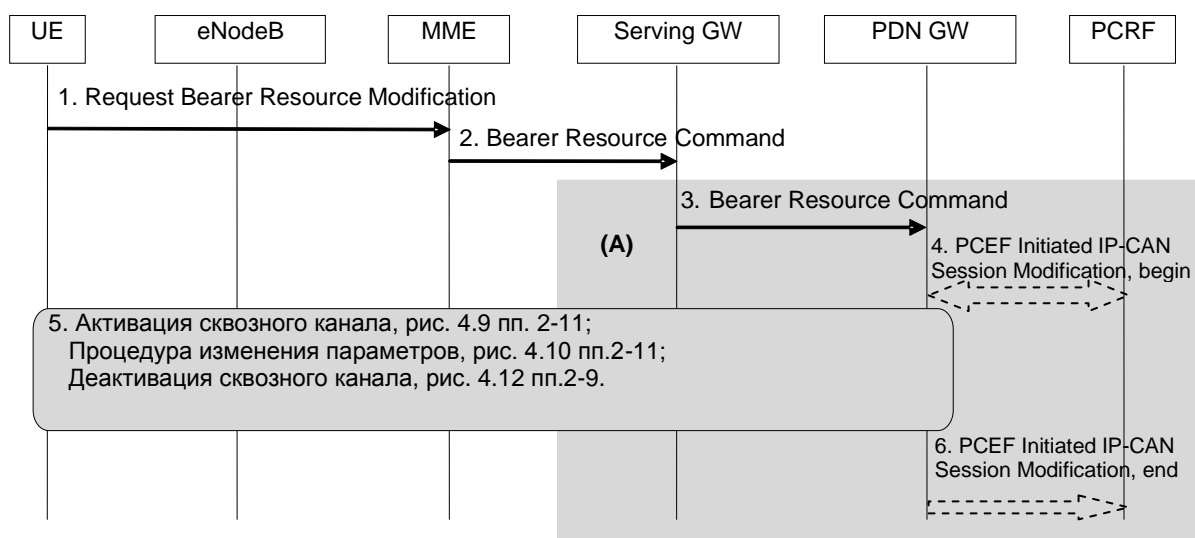 UE eNodeB MME Serving GW PDN GW PCRF
1. Request Bearer Resource Modification
2. Bearer Resource Command
3. Bearer Resource Command
(A)
4. PCEF Initiated IP-CAN
Session Modification, begin
5. Активация сквозного канала, рис. 4.9 пп. 2-11;
Процедура изменения параметров, рис. 4.10 пп.2-11;
Деактивация сквозного канала, рис. 4.12 пп.2-9.
6. PCEF Initiated IP-CAN
Session Modification, end